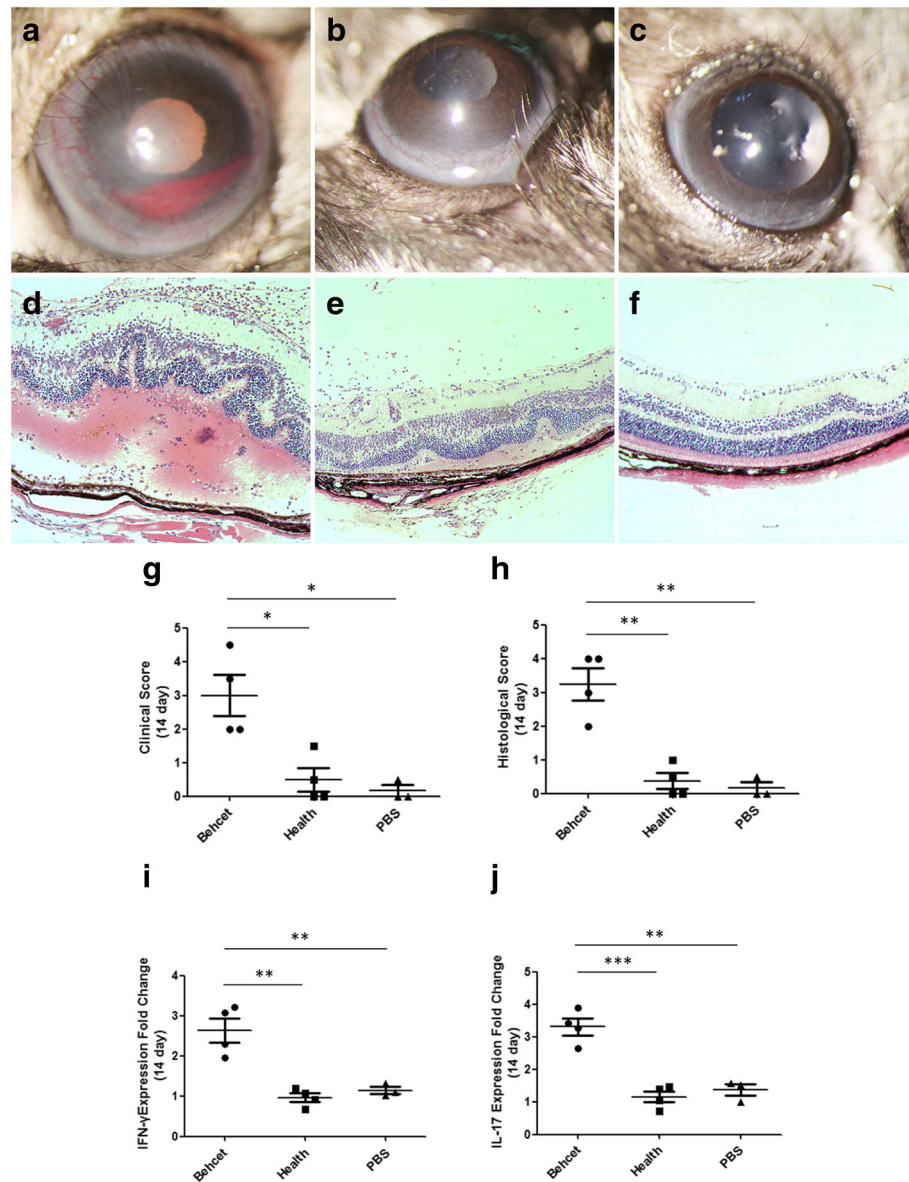 a
b
c
d
e
f
g
h
*
*
5
4
3
2
1
0
Clinical Score
(14 day)
Behcet
Health
PBS
**
**
5
4
3
2
1
0
Histological Score
(14 day)
Behcet
Health
PBS
i
j
**
**
4
3
2
1
0
IFN-γExpression Fold Change
(14 day)
Behcet
Health
PBS
**
***
5
4
3
2
1
0
IL-17 Expression Fold Change
(14 day)
Behcet
Health
PBS